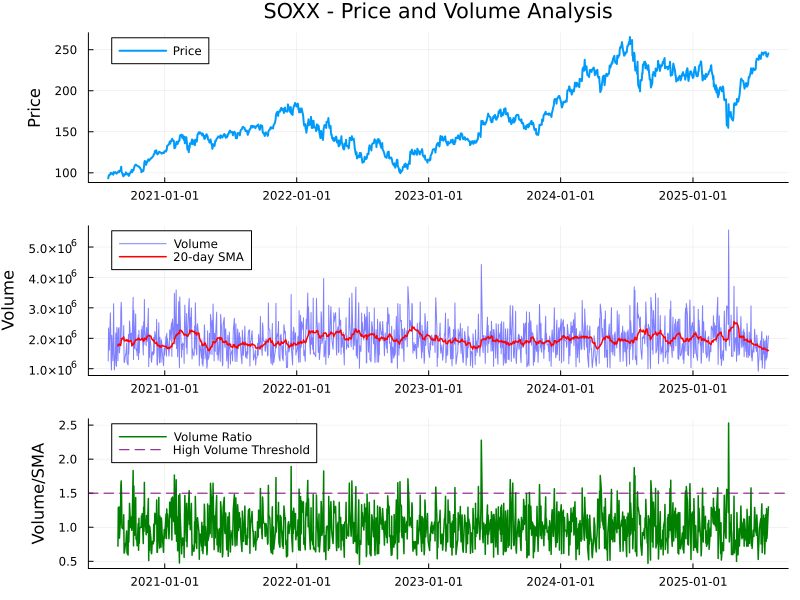 SOXX - Price and Volume Analysis
Price
250
200
150
100
Price
2021-01-01 2022-01-01 2023-01-01 2024-01-01 2025-01-01
Volume
20-day SMA
5.0×10⁶
4.0×10⁶
3.0×10⁶
2.0×10⁶
1.0×10⁶
Volume
2021-01-01 2022-01-01 2023-01-01 2024-01-01 2025-01-01
Volume Ratio
High Volume Threshold
2.5
2.0
1.5
1.0
0.5
Volume/SMA
2021-01-01 2022-01-01 2023-01-01 2024-01-01 2025-01-01